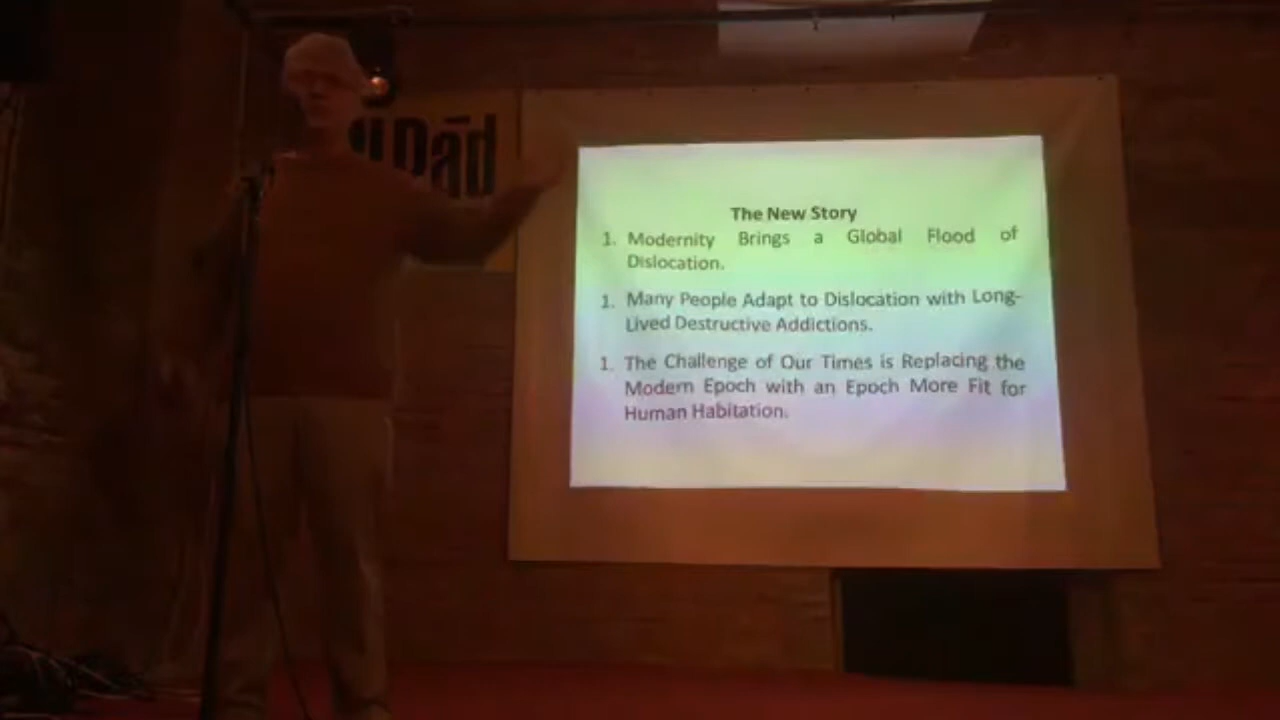 The New Story
1. Modernity Brings a Global Flood of
Dislocation.
1. Many People Adapt to Dislocation with Long-
Lived Destructive Addictions.
1. The Challenge of Our Times is Replacing the
Modern Epoch with an Epoch More Fit for
Human Habitation.